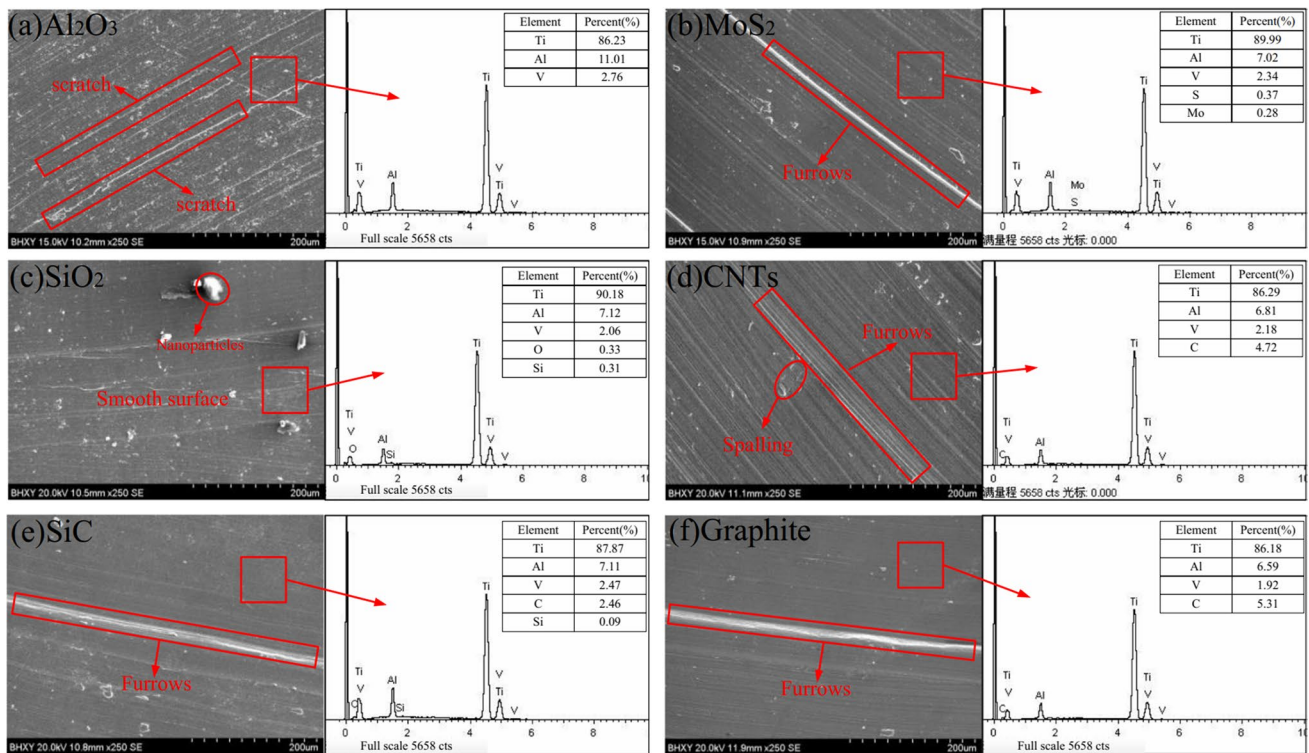 (a)Al2O3
scratch
scratch
BHXY 15.0kV 10.2mm x250 SE
200um
Element Percent(%)
Ti 86.23
Al 11.01
V 2.76
Ti
V
Al
Ti
V
Ti
V
0 2 4 6 8
Full scale 5658 cts
(b)MoS2
Furrows
BHXY 15.0kV 10.9mm x250 SE
200um
Element Percent(%)
Ti 89.99
Al 7.02
V 2.34
S 0.37
Mo 0.28
Ti
V
Al
Mo
S
Ti
V
Ti
V
0 2 4 6 8 10
满量程 5658 cts 光标: 0.000
(c)SiO2
Nanoparticles
Smooth surface
BHXY 20.0kV 10.5mm x250 SE
200um
Element Percent(%)
Ti 90.18
Al 7.12
V 2.06
O 0.33
Si 0.31
Ti
V
O
Al
Si
Ti
Ti
V
V
0 2 4 6 8 10
Full scale 5658 cts
(d)CNTs
Furrows
Spalling
BHXY 20.0kV 11.1mm x250 SE
200um
Element Percent(%)
Ti 86.29
Al 6.81
V 2.18
C 4.72
Ti
V
C
Al
Ti
Ti
V
V
0 2 4 6 8 10
满量程 5658 cts 光标: 0.000
(e)SiC
Furrows
BHXY 20.0kV 10.8mm x250 SE
200um
Element Percent(%)
Ti 87.87
Al 7.11
V 2.47
C 2.46
Si 0.09
Ti
V
C
Al
Si
Ti
V
Ti
V
0 2 4 6 8
Full scale 5658 cts
(f)Graphite
Furrows
BHXY 20.0kV 11.9mm x250 SE
200um
Element Percent(%)
Ti 86.18
Al 6.59
V 1.92
C 5.31
Ti
V
C
Al
Ti
Ti
V
V
0 2 4 6 8 10
Full scale 5658 cts